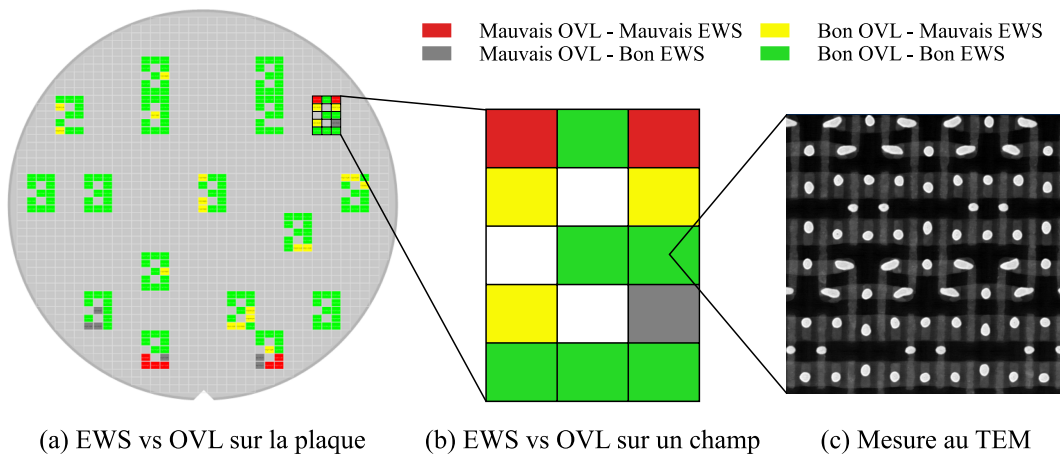 Mauvais OVL - Mauvais EWS
Bon OVL - Mauvais EWS
Mauvais OVL - Bon EWS
Bon OVL - Bon EWS
(a) EWS vs OVL sur la plaque
(b) EWS vs OVL sur un champ
(c) Mesure au TEM